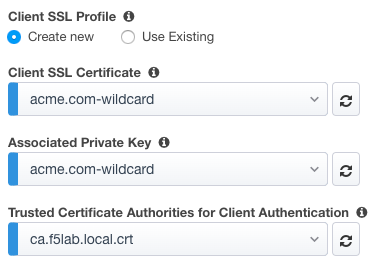 Client SSL Profile
Create new Use Existing
Client SSL Certificate
acme.com-wildcard
Associated Private Key
acme.com-wildcard
Trusted Certificate Authorities for Client Authentication
ca.f5lab.local.crt